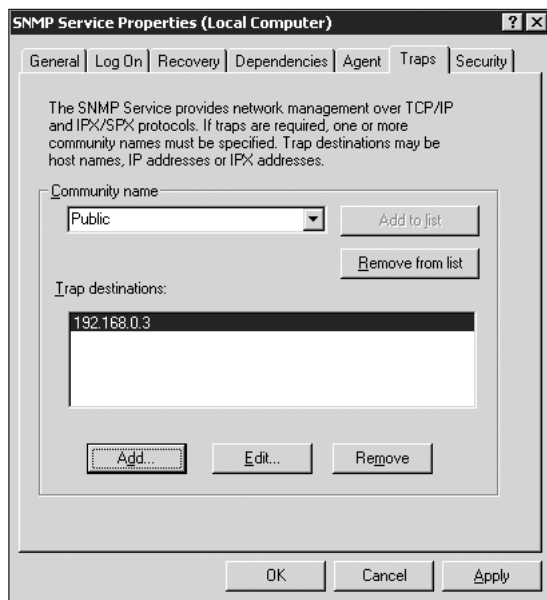 SNMP Service Properties (Local Computer) ? X
General Log On Recovery Dependencies Agent Traps Security
The SNMP Service provides network management over TCP/IP
and IPX/SPX protocols. If traps are required, one or more
community names must be specified. Trap destinations may be
host names, IP addresses or IPX addresses.
Community name
Public Add to list
Remove from list
Trap destinations:
192.168.0.3
Add... Edit... Remove
OK Cancel Apply